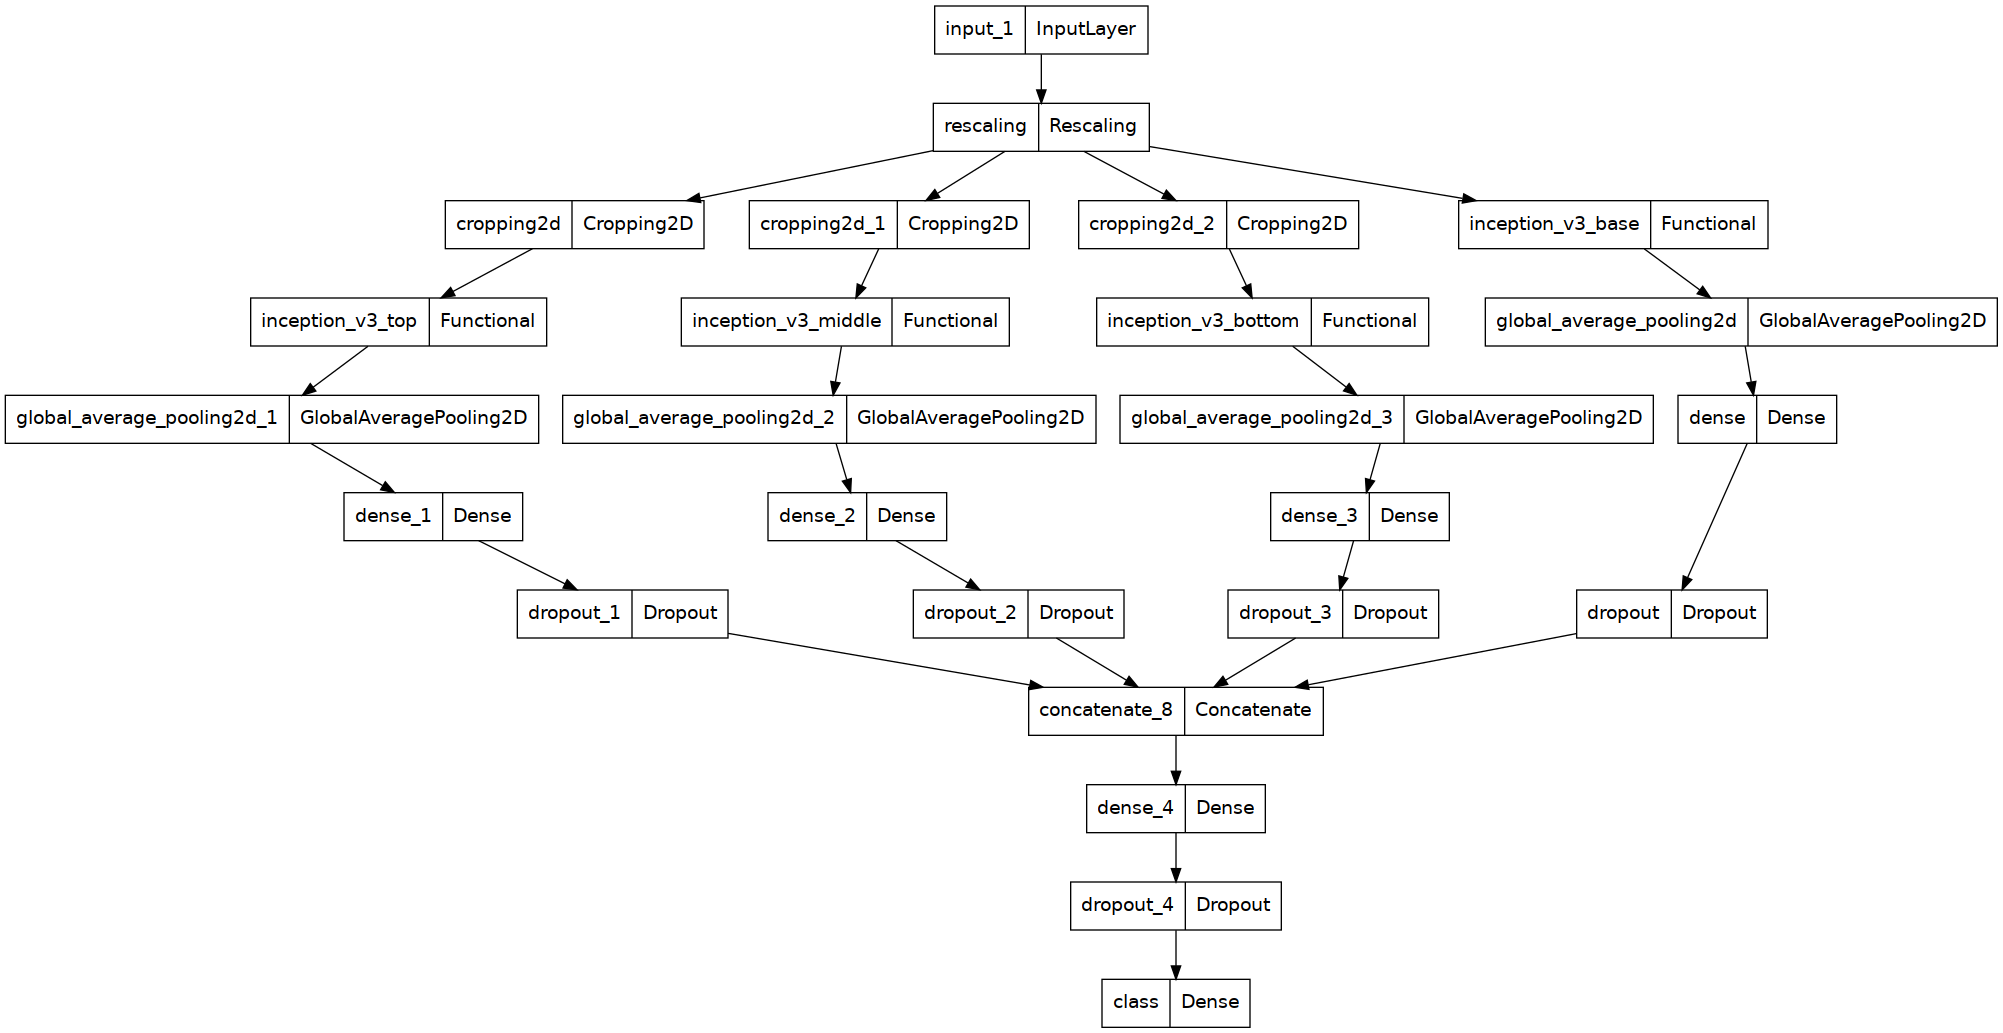 input_1 InputLayer
rescaling Rescaling
cropping2d Cropping2D cropping2d_1 Cropping2D cropping2d_2 Cropping2D inception_v3_base Functional
inception_v3_top Functional inception_v3_middle Functional inception_v3_bottom Functional global_average_pooling2d GlobalAveragePooling2D
global_average_pooling2d_1 GlobalAveragePooling2D global_average_pooling2d_2 GlobalAveragePooling2D global_average_pooling2d_3 GlobalAveragePooling2D dense Dense
dense_1 Dense dense_2 Dense dense_3 Dense
dropout_1 Dropout dropout_2 Dropout dropout_3 Dropout dropout Dropout
concatenate_8 Concatenate
dense_4 Dense
dropout_4 Dropout
class Dense